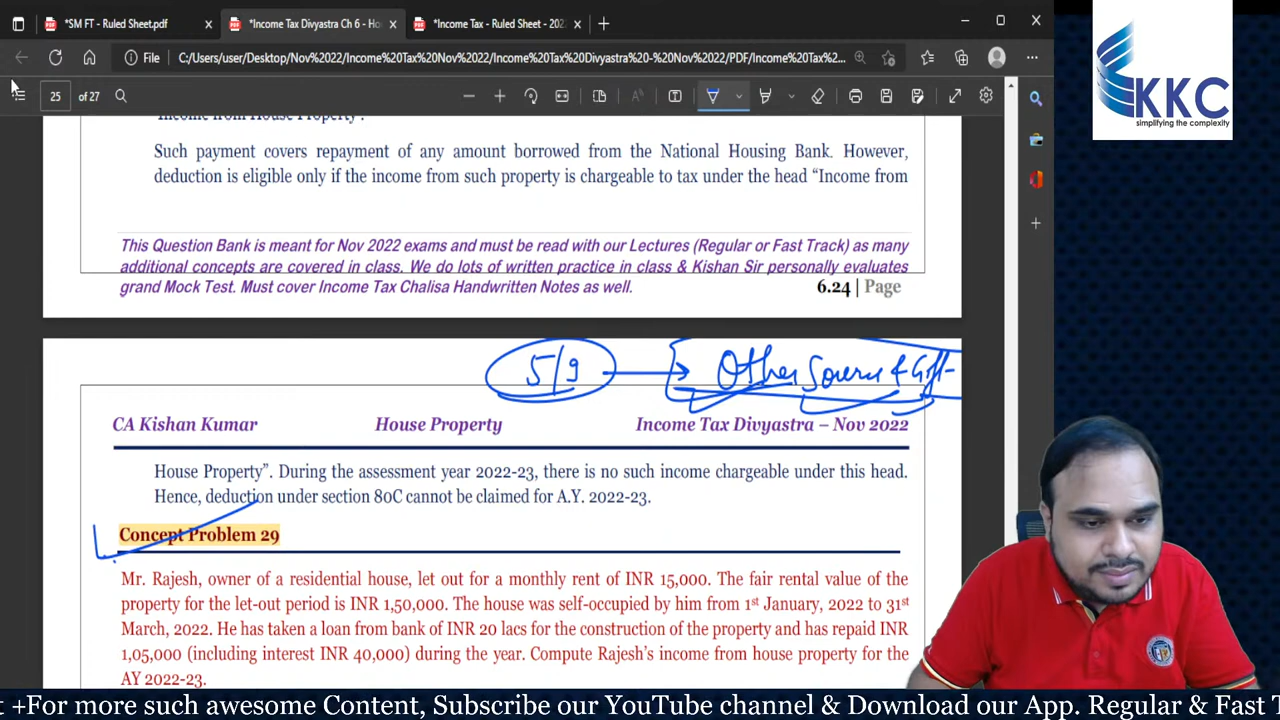 *SM FT - Ruled Sheet.pdf
*Income Tax Divyastra Ch 6 - Ho
*Income Tax - Ruled Sheet - 202
File
C:/Users/user/Desktop/Nov%2022/Income%20Tax%20Nov%2022/Income%20Tax%20Divyastra%20-%20Nov%2022/PDF/Income%20Tax%2...
25 of 27
"Income from House Property".
Such payment covers repayment of any amount borrowed from the National Housing Bank. However,
deduction is eligible only if the income from such property is chargeable to tax under the head “Income from
This Question Bank is meant for Nov 2022 exams and must be read with our Lectures (Regular or Fast Track) as many
additional concepts are covered in class. We do lots of written practice in class & Kishan Sir personally evaluates
grand Mock Test. Must cover Income Tax Chalisa Handwritten Notes as well.
6.24 | Page
5/9 → Other Source & Gift
CA Kishan Kumar
House Property
Income Tax Divyastra – Nov 2022
House Property”. During the assessment year 2022-23, there is no such income chargeable under this head.
Hence, deduction under section 80C cannot be claimed for A.Y. 2022-23.
Concept Problem 29
Mr. Rajesh, owner of a residential house, let out for a monthly rent of INR 15,000. The fair rental value of the
property for the let-out period is INR 1,50,000. The house was self-occupied by him from 1st January, 2022 to 31st
March, 2022. He has taken a loan from bank of INR 20 lacs for the construction of the property and has repaid INR
1,05,000 (including interest INR 40,000) during the year. Compute Rajesh’s income from house property for the
AY 2022-23.
KKC
simplifying the complexity
+For more such awesome Content, Subscribe our YouTube channel & Download our App. Regular & Fast